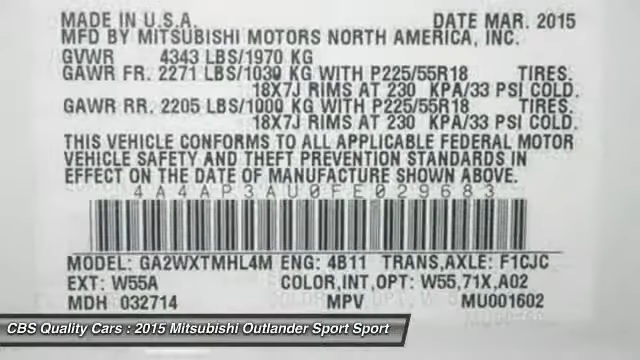 MADE IN U.S.A. DATE MAR. 2015
MFD BY MITSUBISHI MOTORS NORTH AMERICA, INC.
GVWR 4343 LBS/1970 KG
GAWR FR. 2271 LBS/1030 KG WITH P225/55R18 TIRES.
18X7J RIMS AT 230 KPA/33 PSI COLD.
GAWR RR. 2205 LBS/1000 KG WITH P225/55R18 TIRES.
18X7J RIMS AT 230 KPA/33 PSI COLD.
THIS VEHICLE CONFORMS TO ALL APPLICABLE FEDERAL MOTOR
VEHICLE SAFETY AND THEFT PREVENTION STANDARDS IN
EFFECT ON THE DATE OF MANUFACTURE SHOWN ABOVE.
4A4AP3AU0FE029683
MODEL: GA2WXTMHL4M ENG: 4B11 TRANS,AXLE: F1CJC
EXT: W55A COLOR,INT,OPT: W55,71X,A02
MDH 032714 MPV MU001602
CBS Quality Cars : 2015 Mitsubishi Outlander Sport Sport